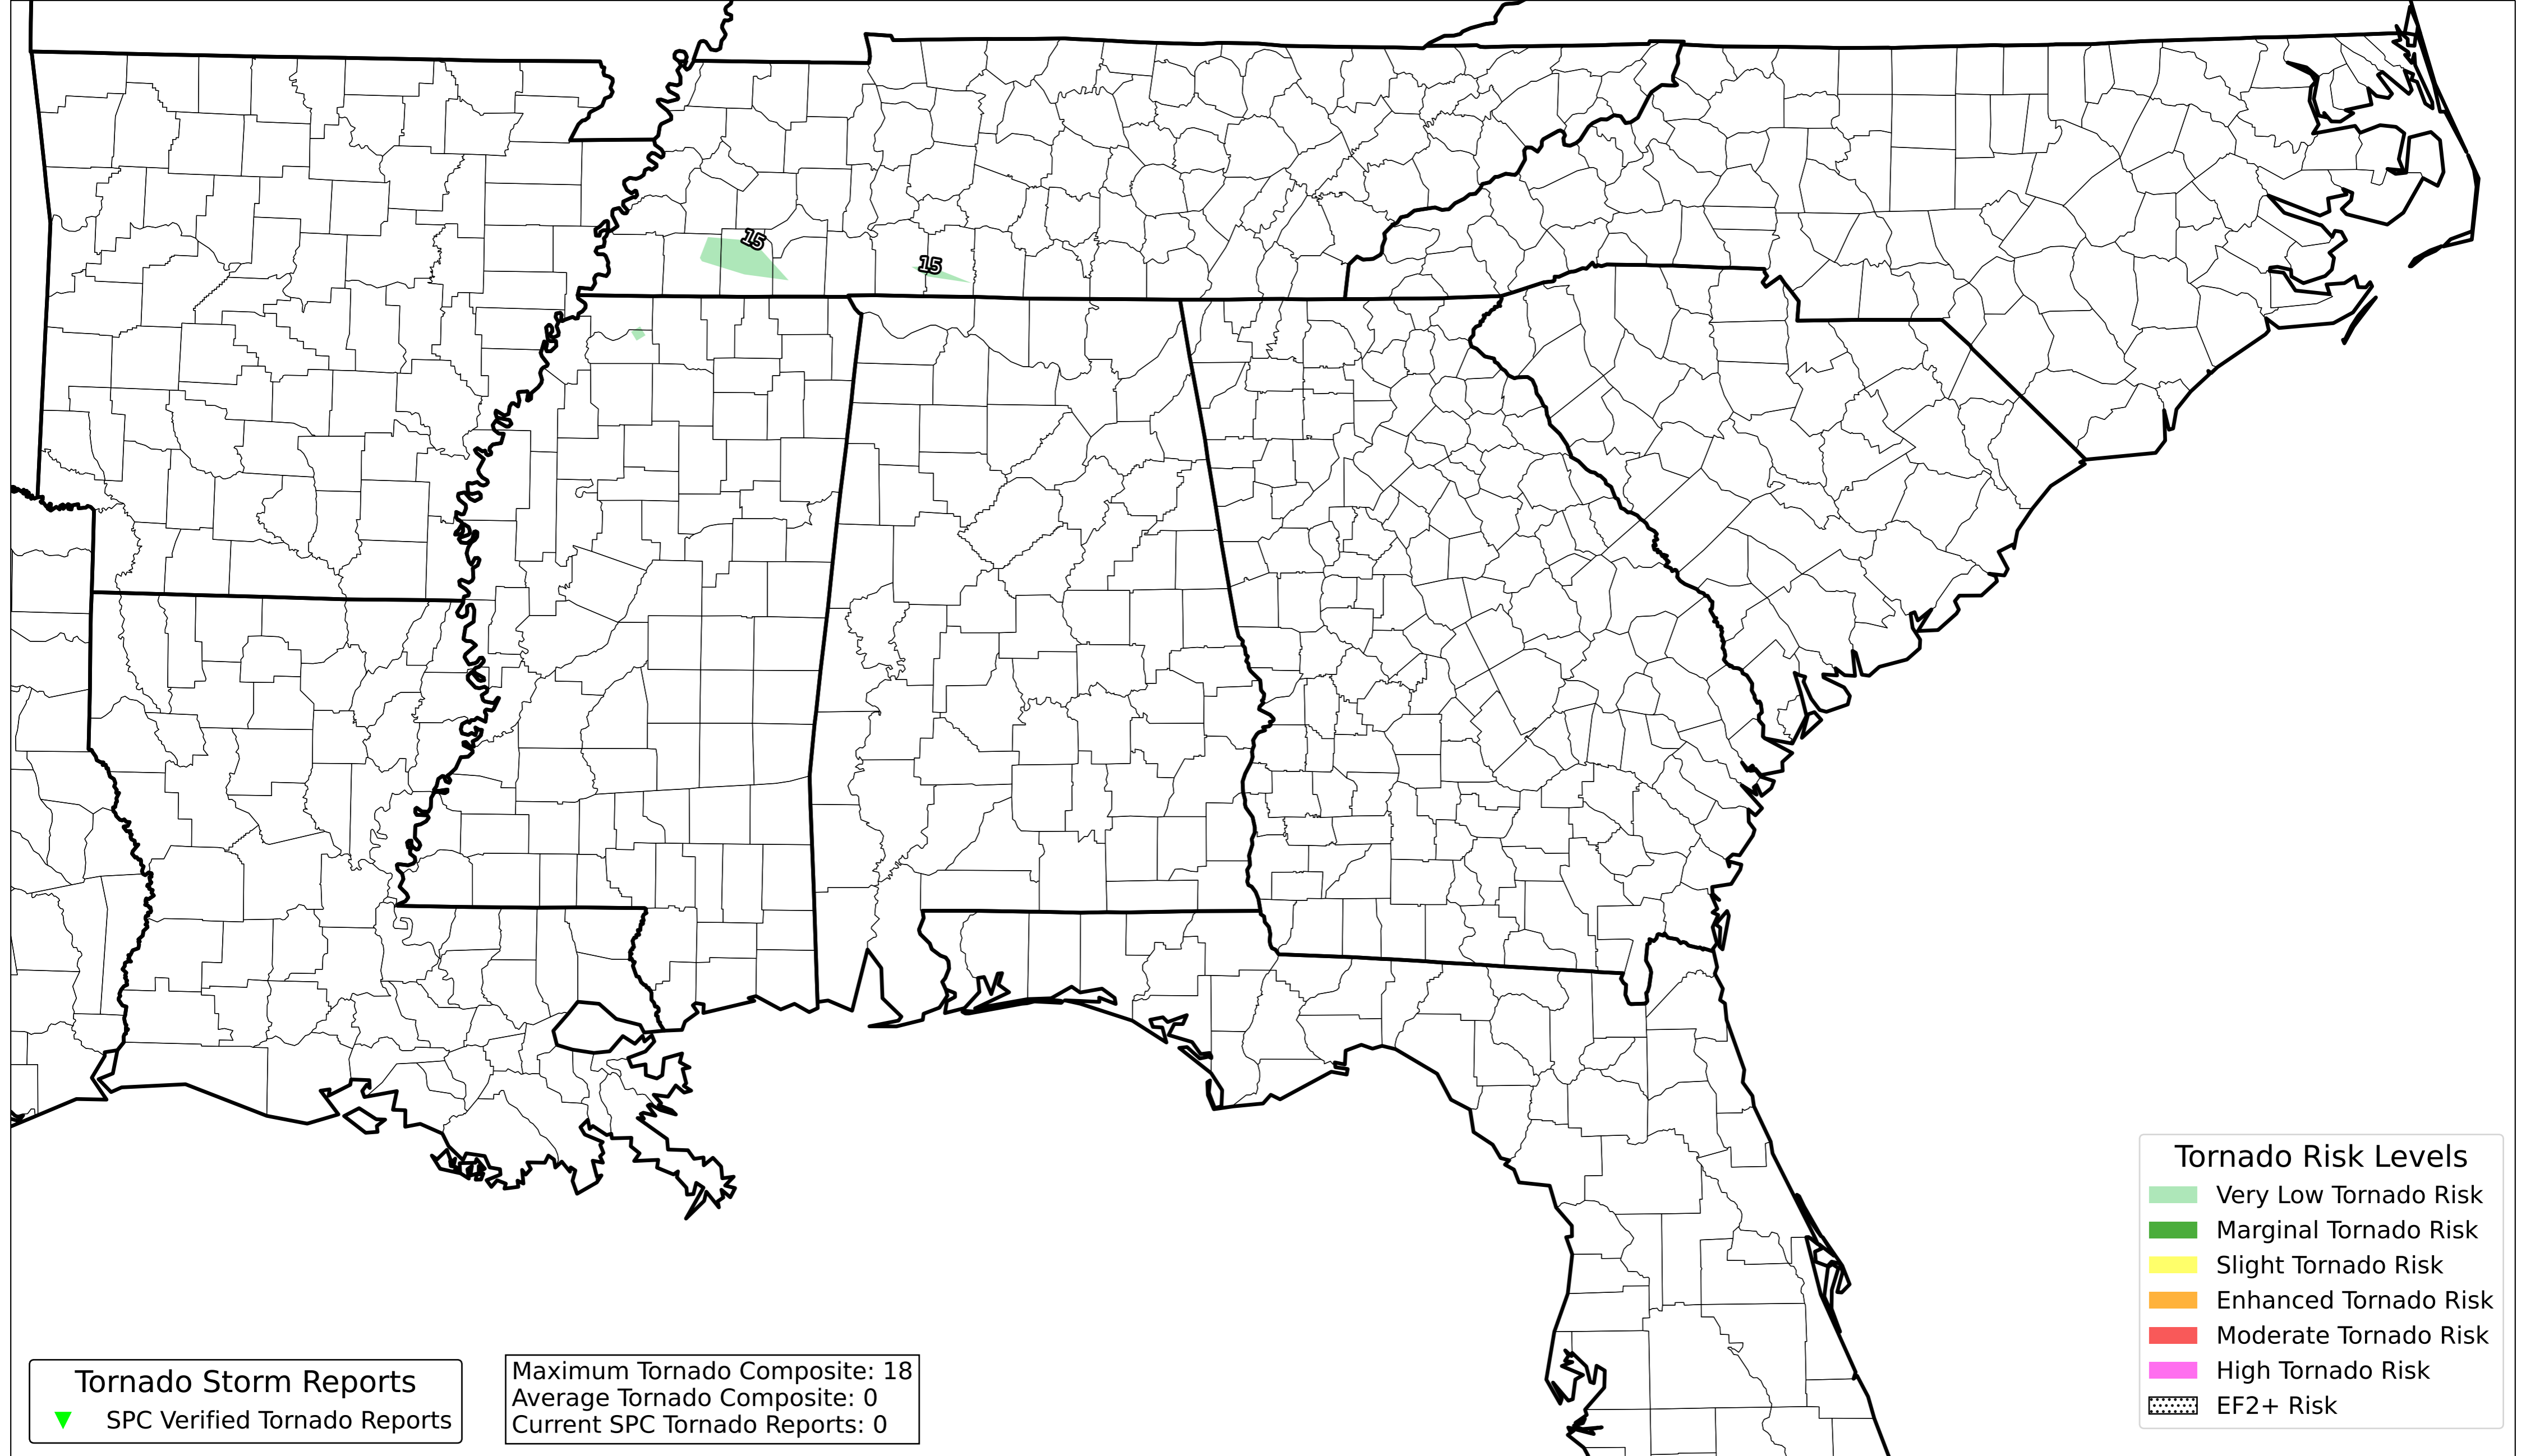 15
15
Tornado Risk Levels
Very Low Tornado Risk
Marginal Tornado Risk
Slight Tornado Risk
Enhanced Tornado Risk
Moderate Tornado Risk
High Tornado Risk
EF2+ Risk
Tornado Storm Reports
SPC Verified Tornado Reports
Maximum Tornado Composite: 18
Average Tornado Composite: 0
Current SPC Tornado Reports: 0